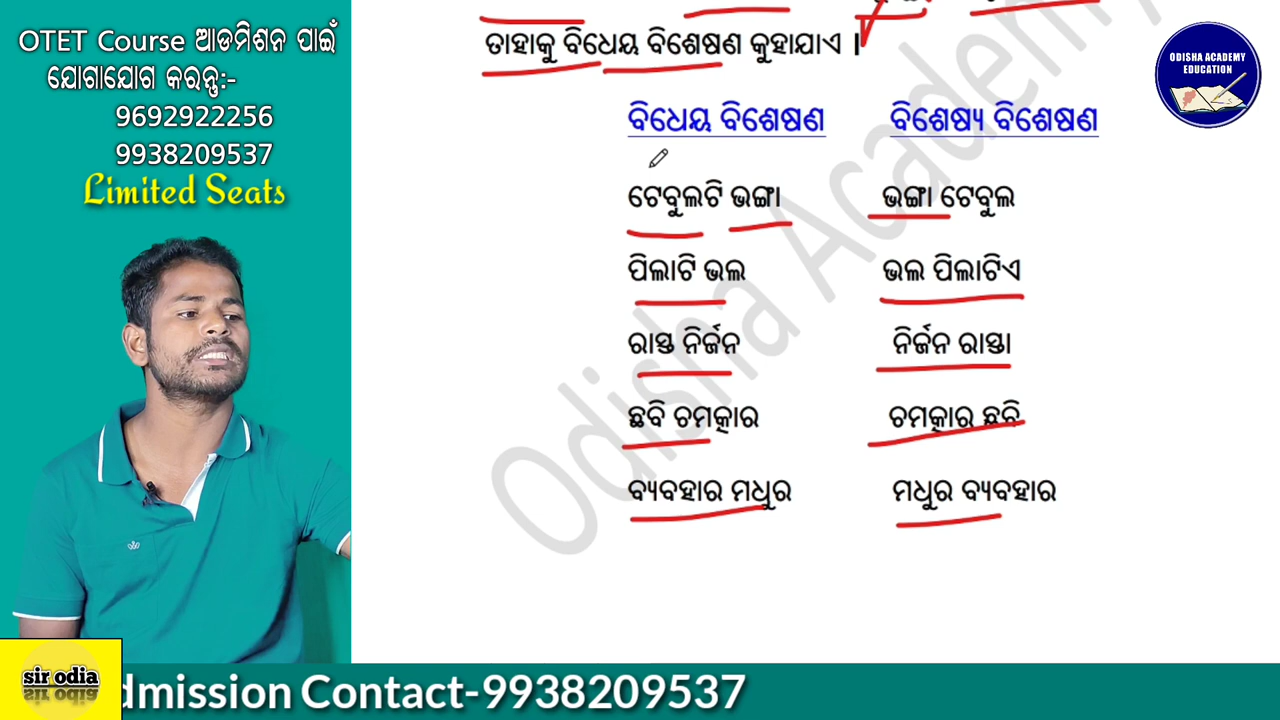 OTET Course ଆଡମିଶନ ପାଇଁ
ଯୋଗାଯୋଗ କରନ୍ତୁ:-
9692922256
9938209537
Limited Seats
ତାହାକୁ ବିଧେୟ ବିଶେଷଣ କୁହାଯାଏ ।
ODISHA ACADEMY
EDUCATION
ବିଧେୟ ବିଶେଷଣ ବିଶେଷ୍ୟ ବିଶେଷଣ
ଟେବୁଲଟି ଭଙ୍ଗା ଭଙ୍ଗା ଟେବୁଲ
ପିଲାଟି ଭଲ ଭଲ ପିଲାଟିଏ
ରାସ୍ତ ନିର୍ଜନ ନିର୍ଜନ ରାସ୍ତା
ଛବି ଚମତ୍କାର ଚମତ୍କାର ଛବି
ବ୍ୟବହାର ମଧୁର ମଧୁର ବ୍ୟବହାର
Odisha Academy
sir odia
dmission Contact-9938209537